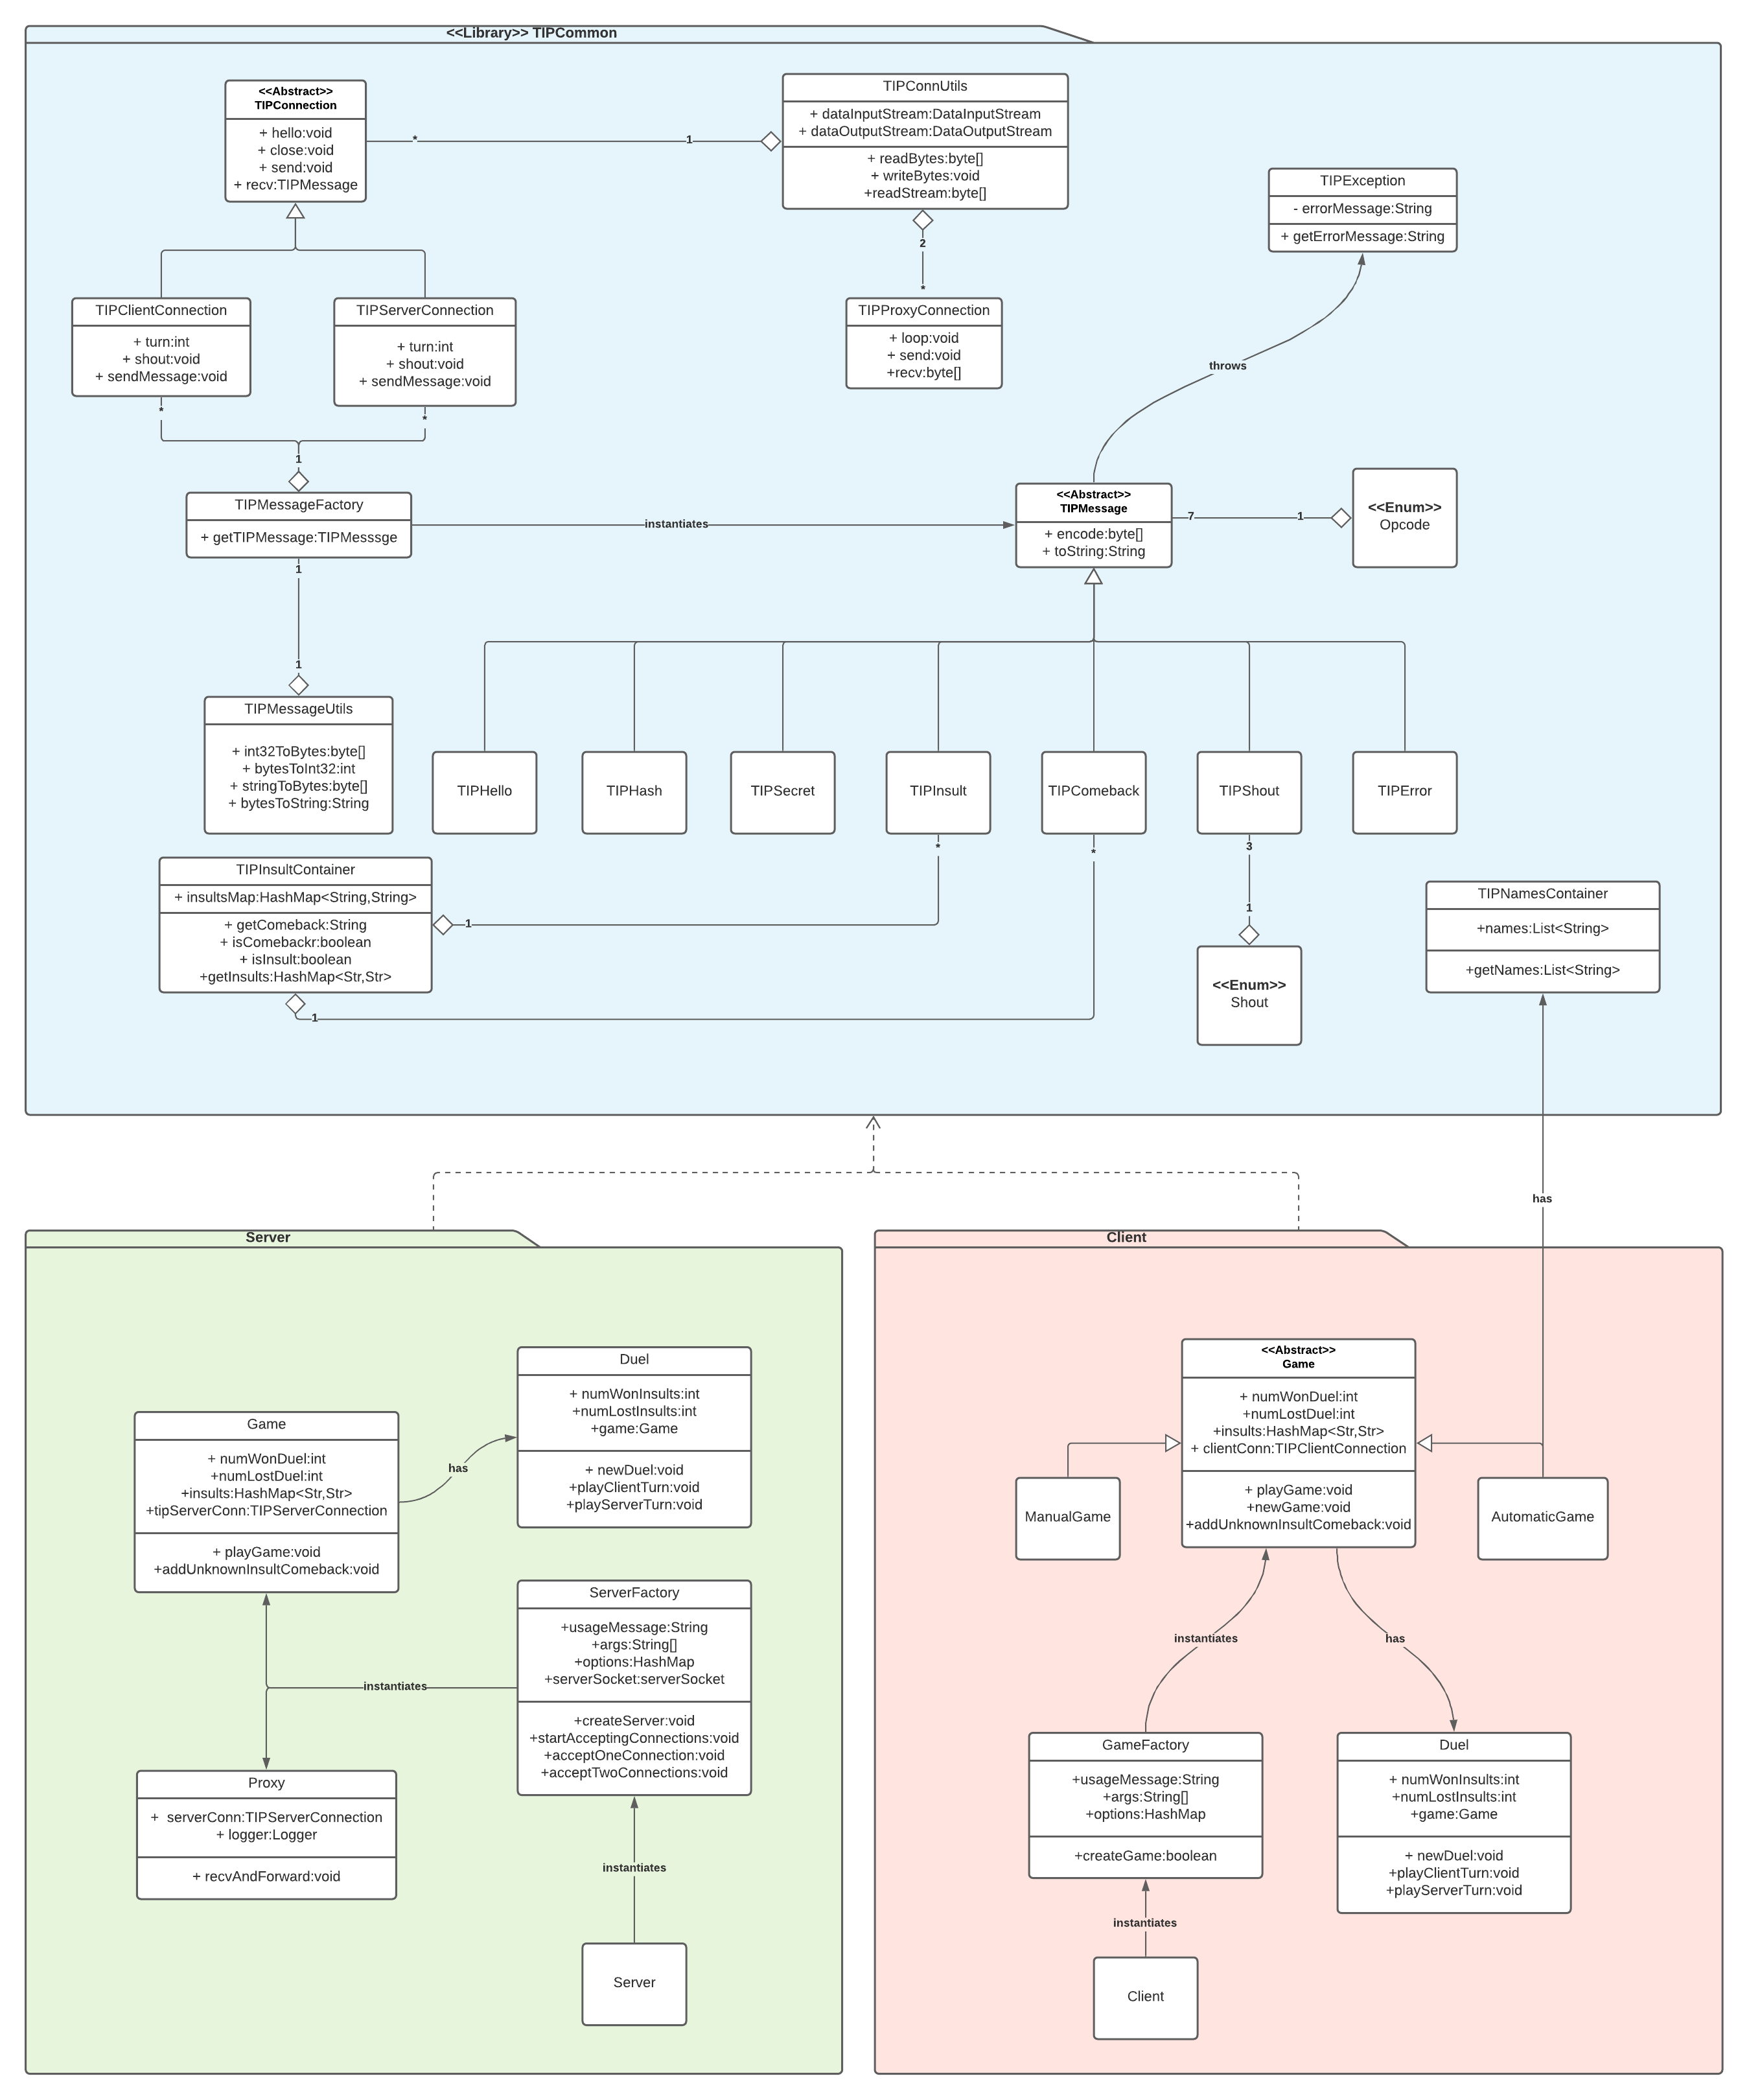 <<Library>> TIPCommon
<<Abstract>>
TIPConnection
+ hello:void
+ close:void
+ send:void
+ recv:TIPMessage
*
1
TIPConnUtils
+ dataInputStream:DataInputStream
+ dataOutputStream:DataOutputStream
+ readBytes:byte[]
+ writeBytes:void
+readStream:byte[]
2
*
TIPException
- errorMessage:String
+ getErrorMessage:String
TIPClientConnection
+ turn:int
+ shout:void
+ sendMessage:void
*
TIPServerConnection
+ turn:int
+ shout:void
+ sendMessage:void
*
1
TIPProxyConnection
+ loop:void
+ send:void
+recv:byte[]
throws
TIPMessageFactory
+ getTIPMessage:TIPMesssge
instantiates
<<Abstract>>
TIPMessage
+ encode:byte[]
+ toString:String
7
1
<<Enum>>
Opcode
1
1
TIPMessageUtils
+ int32ToBytes:byte[]
+ bytesToInt32:int
+ stringToBytes:byte[]
+ bytesToString:String
TIPHello
TIPHash
TIPSecret
TIPInsult
TIPComeback
TIPShout
TIPError
*
*
3
1
TIPInsultContainer
+ insultsMap:HashMap<String,String>
+ getComeback:String
+ isComebackr:boolean
+ isInsult:boolean
+getInsults:HashMap<Str,Str>
1
1
<<Enum>>
Shout
TIPNamesContainer
+names:List<String>
+getNames:List<String>
has
Server
Duel
+ numWonInsults:int
+numLostInsults:int
+game:Game
+ newDuel:void
+playClientTurn:void
+playServerTurn:void
Game
+ numWonDuel:int
+numLostDuel:int
+insults:HashMap<Str,Str>
+tipServerConn:TIPServerConnection
+ playGame:void
+addUnknownInsultComeback:void
has
ServerFactory
+usageMessage:String
+args:String[]
+options:HashMap
+serverSocket:serverSocket
+createServer:void
+startAcceptingConnections:void
+acceptOneConnection:void
+acceptTwoConnections:void
instantiates
Proxy
+  serverConn:TIPServerConnection
+ logger:Logger
+ recvAndForward:void
instantiates
Server
Client
<<Abstract>>
Game
+ numWonDuel:int
+numLostDuel:int
+insults:HashMap<Str,Str>
+ clientConn:TIPClientConnection
+ playGame:void
+newGame:void
+addUnknownInsultComeback:void
ManualGame
AutomaticGame
instantiates
has
GameFactory
+usageMessage:String
+args:String[]
+options:HashMap
+createGame:boolean
Duel
+ numWonInsults:int
+numLostInsults:int
+game:Game
+ newDuel:void
+playClientTurn:void
+playServerTurn:void
instantiates
Client